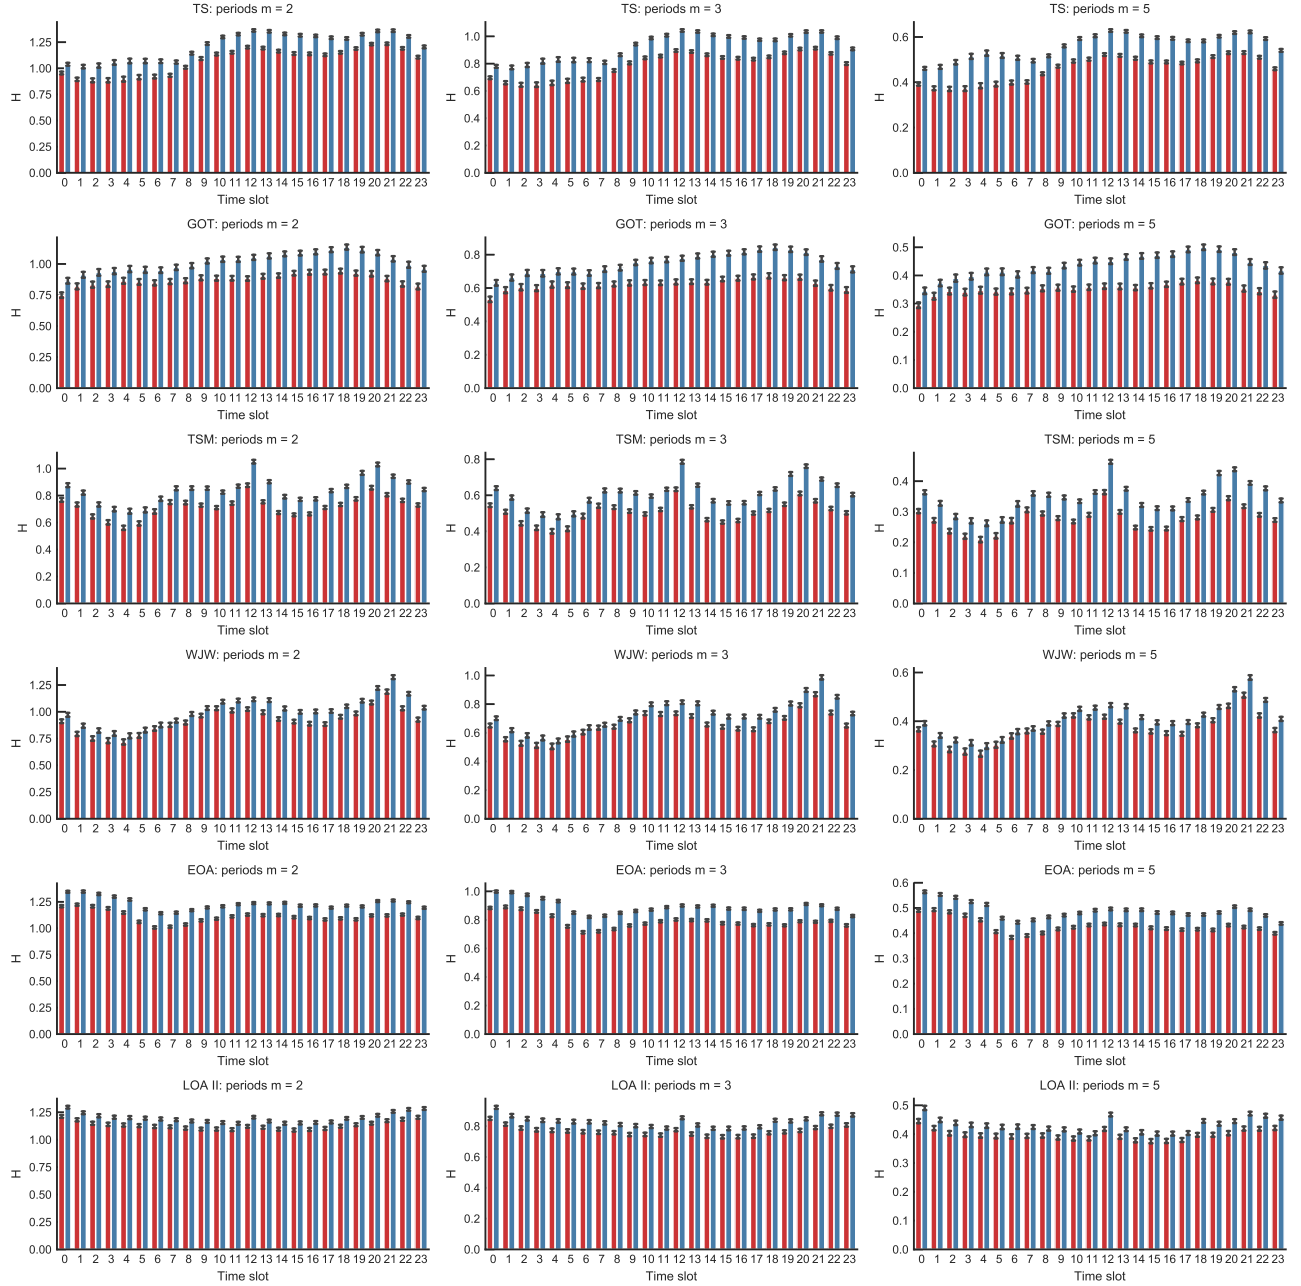 TS: periods m = 2
1.25
1.00
0.75
0.50
0.25
0.00
H
0 1 2 3 4 5 6 7 8 9 10 11 12 13 14 15 16 17 18 19 20 21 22 23
Time slot
TS: periods m = 3
1.0
0.8
0.6
0.4
0.2
0.0
H
0 1 2 3 4 5 6 7 8 9 10 11 12 13 14 15 16 17 18 19 20 21 22 23
Time slot
TS: periods m = 5
0.6
0.4
0.2
0.0
H
0 1 2 3 4 5 6 7 8 9 10 11 12 13 14 15 16 17 18 19 20 21 22 23
Time slot
GOT: periods m = 2
1.00
0.75
0.50
0.25
0.00
H
0 1 2 3 4 5 6 7 8 9 10 11 12 13 14 15 16 17 18 19 20 21 22 23
Time slot
GOT: periods m = 3
0.8
0.6
0.4
0.2
0.0
H
0 1 2 3 4 5 6 7 8 9 10 11 12 13 14 15 16 17 18 19 20 21 22 23
Time slot
GOT: periods m = 5
0.5
0.4
0.3
0.2
0.1
0.0
H
0 1 2 3 4 5 6 7 8 9 10 11 12 13 14 15 16 17 18 19 20 21 22 23
Time slot
TSM: periods m = 2
1.0
0.8
0.6
0.4
0.2
0.0
H
0 1 2 3 4 5 6 7 8 9 10 11 12 13 14 15 16 17 18 19 20 21 22 23
Time slot
TSM: periods m = 3
0.8
0.6
0.4
0.2
0.0
H
0 1 2 3 4 5 6 7 8 9 10 11 12 13 14 15 16 17 18 19 20 21 22 23
Time slot
TSM: periods m = 5
0.4
0.3
0.2
0.1
0.0
H
0 1 2 3 4 5 6 7 8 9 10 11 12 13 14 15 16 17 18 19 20 21 22 23
Time slot
WJW: periods m = 2
1.25
1.00
0.75
0.50
0.25
0.00
H
0 1 2 3 4 5 6 7 8 9 10 11 12 13 14 15 16 17 18 19 20 21 22 23
Time slot
WJW: periods m = 3
1.0
0.8
0.6
0.4
0.2
0.0
H
0 1 2 3 4 5 6 7 8 9 10 11 12 13 14 15 16 17 18 19 20 21 22 23
Time slot
WJW: periods m = 5
0.6
0.4
0.2
0.0
H
0 1 2 3 4 5 6 7 8 9 10 11 12 13 14 15 16 17 18 19 20 21 22 23
Time slot
EOA: periods m = 2
1.25
1.00
0.75
0.50
0.25
0.00
H
0 1 2 3 4 5 6 7 8 9 10 11 12 13 14 15 16 17 18 19 20 21 22 23
Time slot
EOA: periods m = 3
1.0
0.8
0.6
0.4
0.2
0.0
H
0 1 2 3 4 5 6 7 8 9 10 11 12 13 14 15 16 17 18 19 20 21 22 23
Time slot
EOA: periods m = 5
0.6
0.5
0.4
0.3
0.2
0.1
0.0
H
0 1 2 3 4 5 6 7 8 9 10 11 12 13 14 15 16 17 18 19 20 21 22 23
Time slot
LOA II: periods m = 2
1.25
1.00
0.75
0.50
0.25
0.00
H
0 1 2 3 4 5 6 7 8 9 10 11 12 13 14 15 16 17 18 19 20 21 22 23
Time slot
LOA II: periods m = 3
0.8
0.6
0.4
0.2
0.0
H
0 1 2 3 4 5 6 7 8 9 10 11 12 13 14 15 16 17 18 19 20 21 22 23
Time slot
LOA II: periods m = 5
0.5
0.4
0.3
0.2
0.1
0.0
H
0 1 2 3 4 5 6 7 8 9 10 11 12 13 14 15 16 17 18 19 20 21 22 23
Time slot